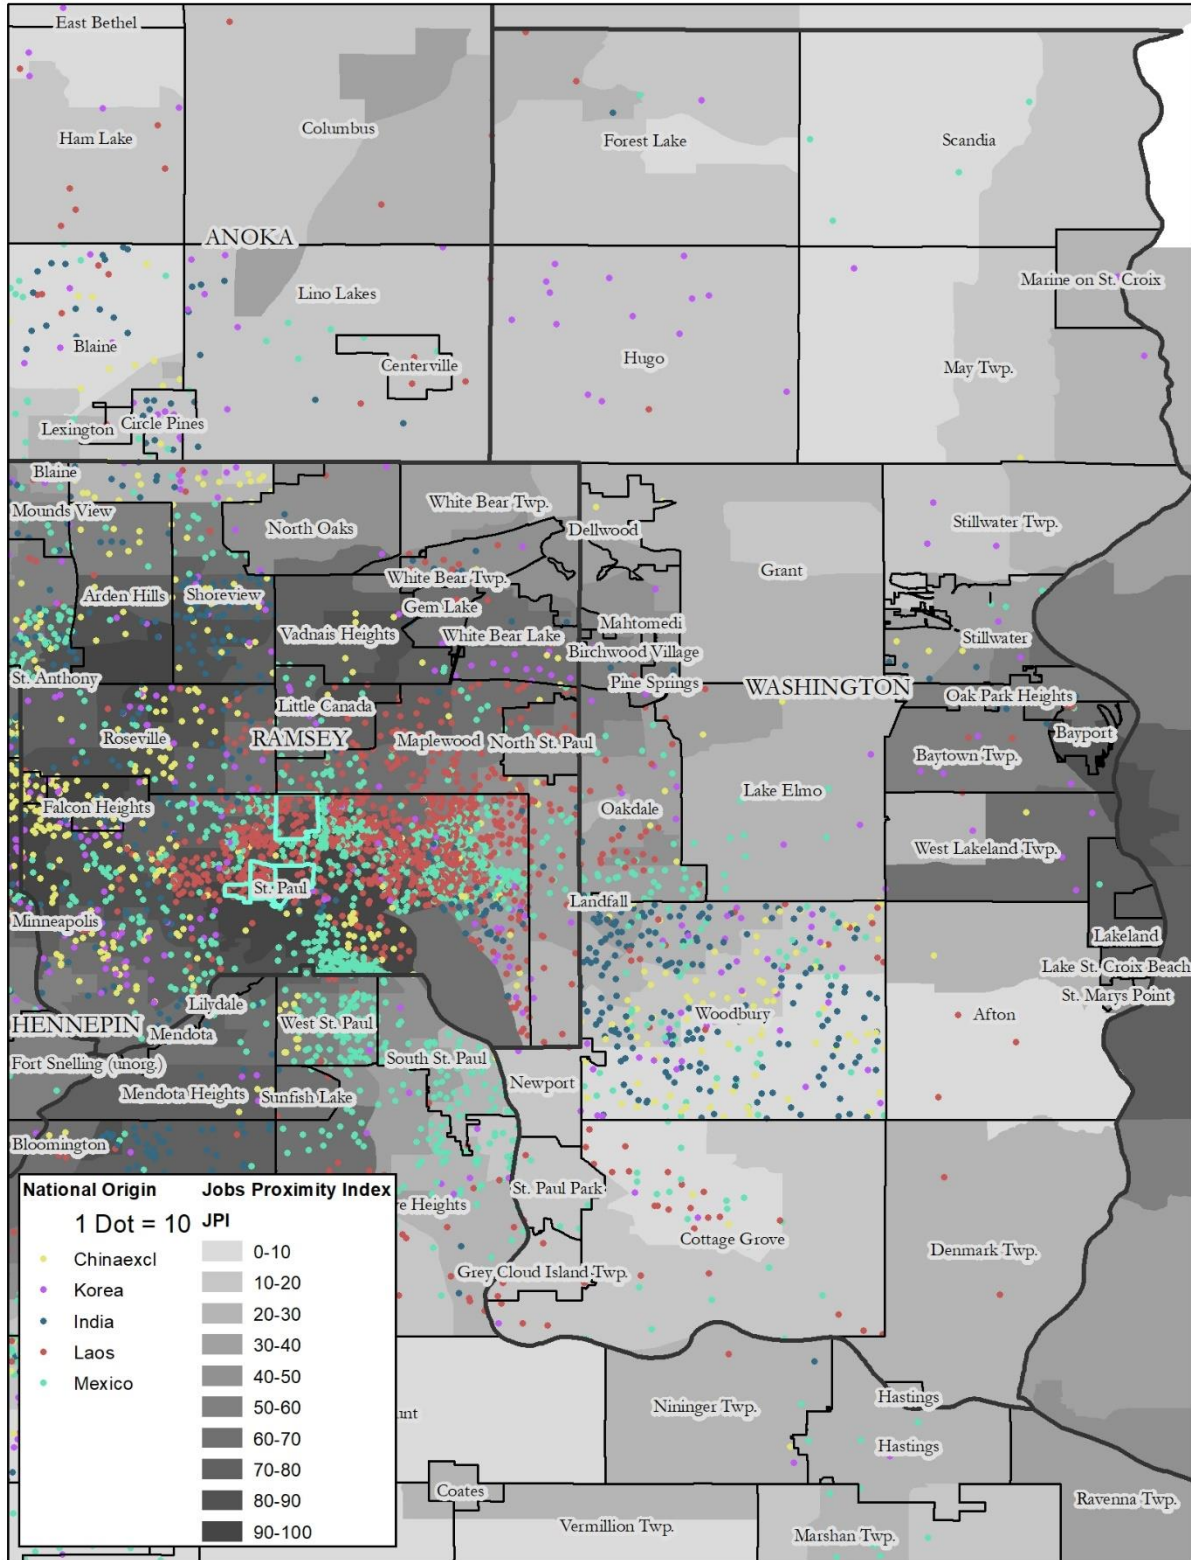 East Bethel
Ham Lake
Columbus
Forest Lake
Scandia
ANOKA
Lino Lakes
Marine on St. Croix
Blaine
Centerville
Hugo
May Twp.
Lexington
Circle Pines
Blaine
Mounds View
North Oaks
White Bear Twp.
Dellwood
Stillwater Twp.
Grant
White Bear Twp.
Arden Hills
Shoreview
Gem Lake
Mahtomedi
Vadnais Heights
White Bear Lake
Stillwater
Birchwood Village
St. Anthony
Pine Springs
WASHINGTON
Oak Park Heights
Little Canada
Roseville
RAMSEY
Maplewood
North St. Paul
Bayport
Baytown Twp.
Falcon Heights
Oakdale
Lake Elmo
West Lakeland Twp.
St. Paul
Landfall
Minneapolis
Lakeland
Lake St. Croix Beach
St. Marys Point
Lilydale
Woodbury
Afton
HENNEPIN
Mendota
West St. Paul
South St. Paul
Fort Snelling (unorg.)
Newport
Mendota Heights
Sunfish Lake
Bloomington
St. Paul Park
re Heights
Cottage Grove
Denmark Twp.
Grey Cloud Island Twp.
Hastings
Nininger Twp.
unt
Hastings
Coates
Ravenna Twp.
Vermillion Twp.
Marshan Twp.
National Origin
1 Dot = 10
Chinaexcl
Korea
India
Laos
Mexico
Jobs Proximity Index
JPI
0-10
10-20
20-30
30-40
40-50
50-60
60-70
70-80
80-90
90-100